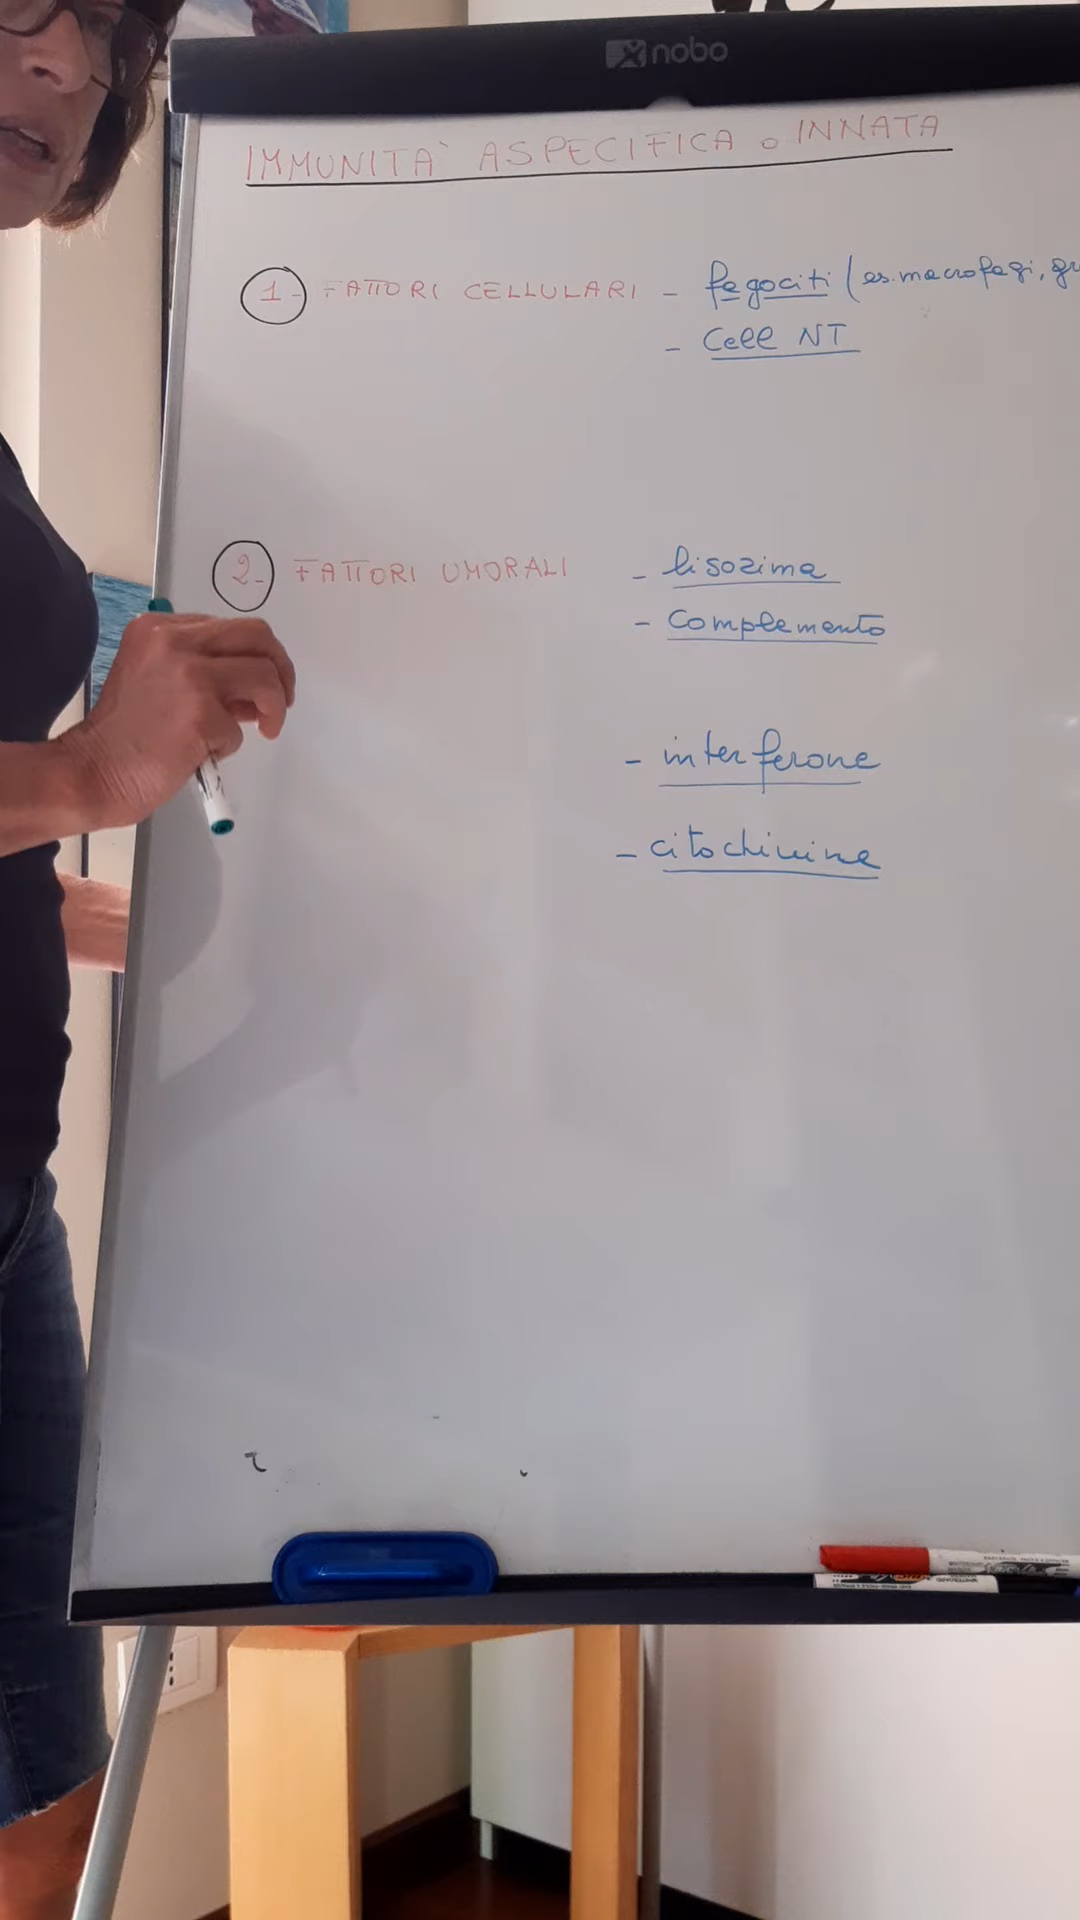 nobo
IMMUNITA' ASPECIFICA o INNATA
1- FATTORI CELLULARI - fagociti (es. macrofagi,
- Cell NT
2- FATTORI UMORALI - lisozima
- Complemento
- interferone
- citochinine